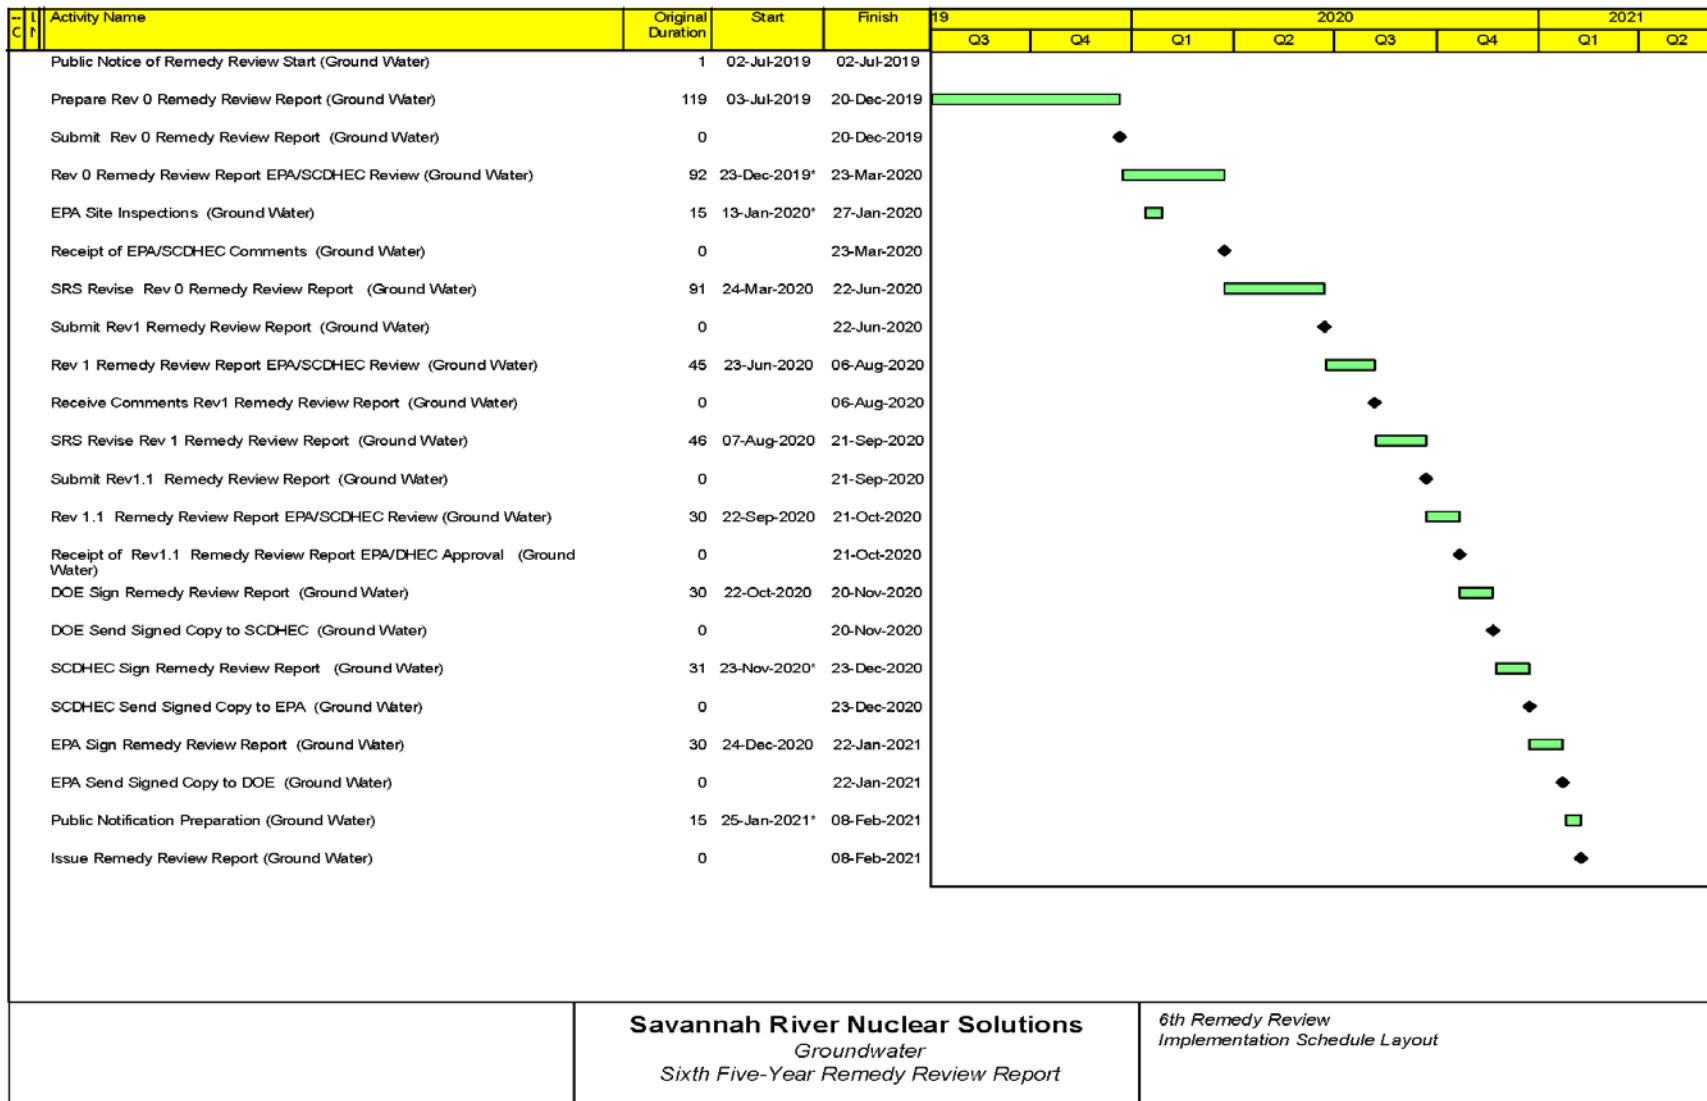 -- L Activity Name Original Start Finish 19 2020 2021
C N Duration Q3 Q4 Q1 Q2 Q3 Q4 Q1 Q2
Public Notice of Remedy Review Start (Ground Water) 1 02-Jul-2019 02-Jul-2019
Prepare Rev 0 Remedy Review Report (Ground Water) 119 03-Jul-2019 20-Dec-2019
Submit Rev 0 Remedy Review Report (Ground Water) 0 20-Dec-2019
Rev 0 Remedy Review Report EPA/SCDHEC Review (Ground Water) 92 23-Dec-2019* 23-Mar-2020
EPA Site Inspections (Ground Water) 15 13-Jan-2020* 27-Jan-2020
Receipt of EPA/SCDHEC Comments (Ground Water) 0 23-Mar-2020
SRS Revise Rev 0 Remedy Review Report (Ground Water) 91 24-Mar-2020 22-Jun-2020
Submit Rev1 Remedy Review Report (Ground Water) 0 22-Jun-2020
Rev 1 Remedy Review Report EPA/SCDHEC Review (Ground Water) 45 23-Jun-2020 06-Aug-2020
Receive Comments Rev1 Remedy Review Report (Ground Water) 0 06-Aug-2020
SRS Revise Rev 1 Remedy Review Report (Ground Water) 46 07-Aug-2020 21-Sep-2020
Submit Rev1.1 Remedy Review Report (Ground Water) 0 21-Sep-2020
Rev 1.1 Remedy Review Report EPA/SCDHEC Review (Ground Water) 30 22-Sep-2020 21-Oct-2020
Receipt of Rev1.1 Remedy Review Report EPA/DHEC Approval (Ground 0 21-Oct-2020
Water)
DOE Sign Remedy Review Report (Ground Water) 30 22-Oct-2020 20-Nov-2020
DOE Send Signed Copy to SCDHEC (Ground Water) 0 20-Nov-2020
SCDHEC Sign Remedy Review Report (Ground Water) 31 23-Nov-2020* 23-Dec-2020
SCDHEC Send Signed Copy to EPA (Ground Water) 0 23-Dec-2020
EPA Sign Remedy Review Report (Ground Water) 30 24-Dec-2020 22-Jan-2021
EPA Send Signed Copy to DOE (Ground Water) 0 22-Jan-2021
Public Notification Preparation (Ground Water) 15 25-Jan-2021* 08-Feb-2021
Issue Remedy Review Report (Ground Water) 0 08-Feb-2021
Savannah River Nuclear Solutions
Groundwater
Sixth Five-Year Remedy Review Report
6th Remedy Review
Implementation Schedule Layout